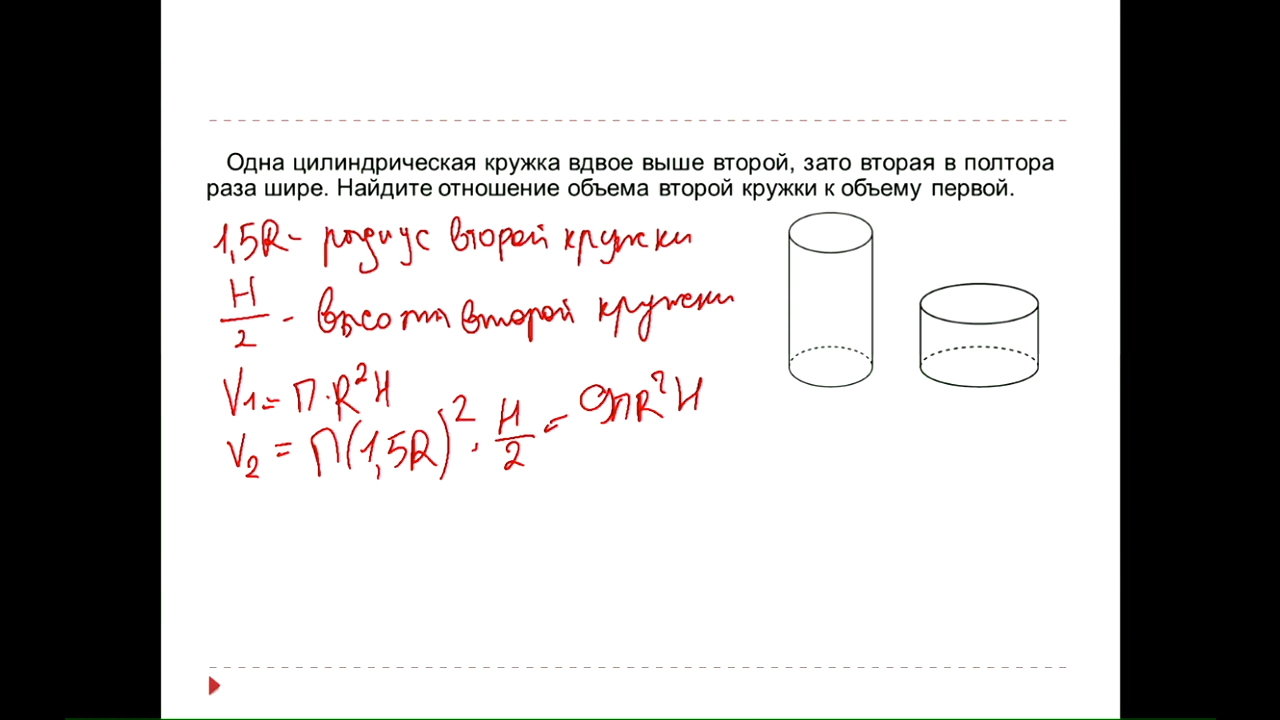 Одна цилиндрическая кружка вдвое выше второй, зато вторая в полтора
раза шире. Найдите отношение объема второй кружки к объему первой.
1,5R - радиус второй кружки
H/2 - высота второй кружки
V1 = П·R²H
V2 = П(1,5R)²·H/2 = 9ПR²H